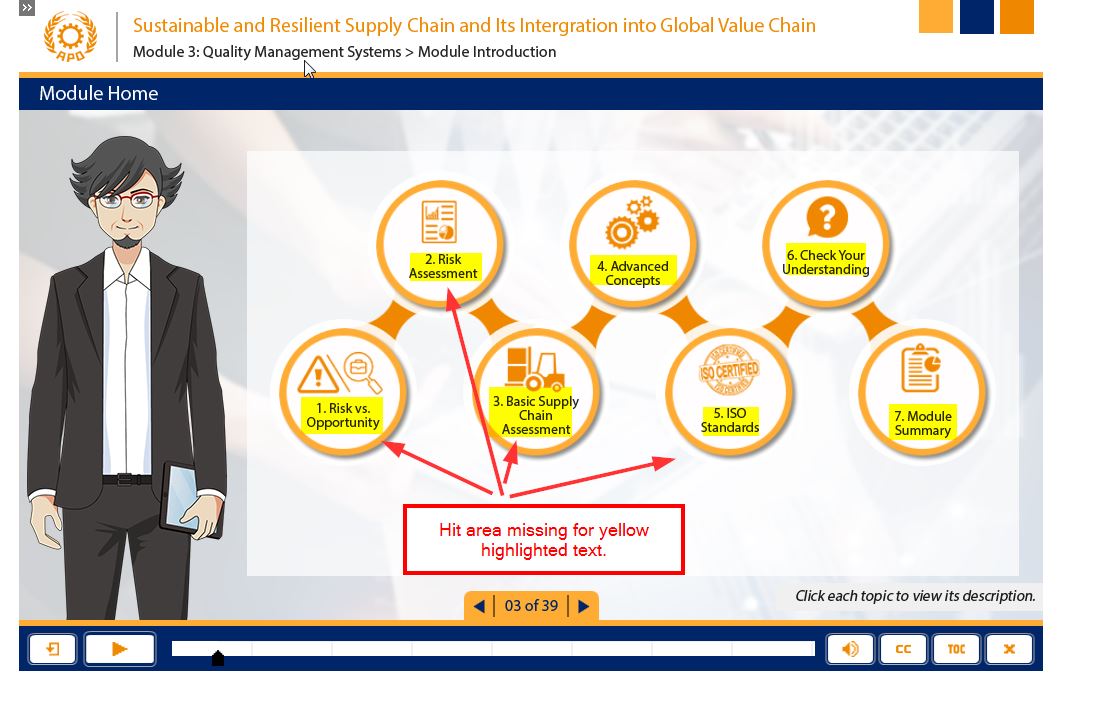 »
APO
Sustainable and Resilient Supply Chain and Its Intergration into Global Value Chain
Module 3: Quality Management Systems > Module Introduction
Module Home
2. Risk
Assessment
4. Advanced
Concepts
6. Check Your
Understanding
1. Risk vs.
Opportunity
3. Basic Supply
Chain
Assessment
ISO CERTIFIED
5. ISO
Standards
7. Module
Summary
Hit area missing for yellow
highlighted text.
Click each topic to view its description.
03 of 39
CC
TOC
X